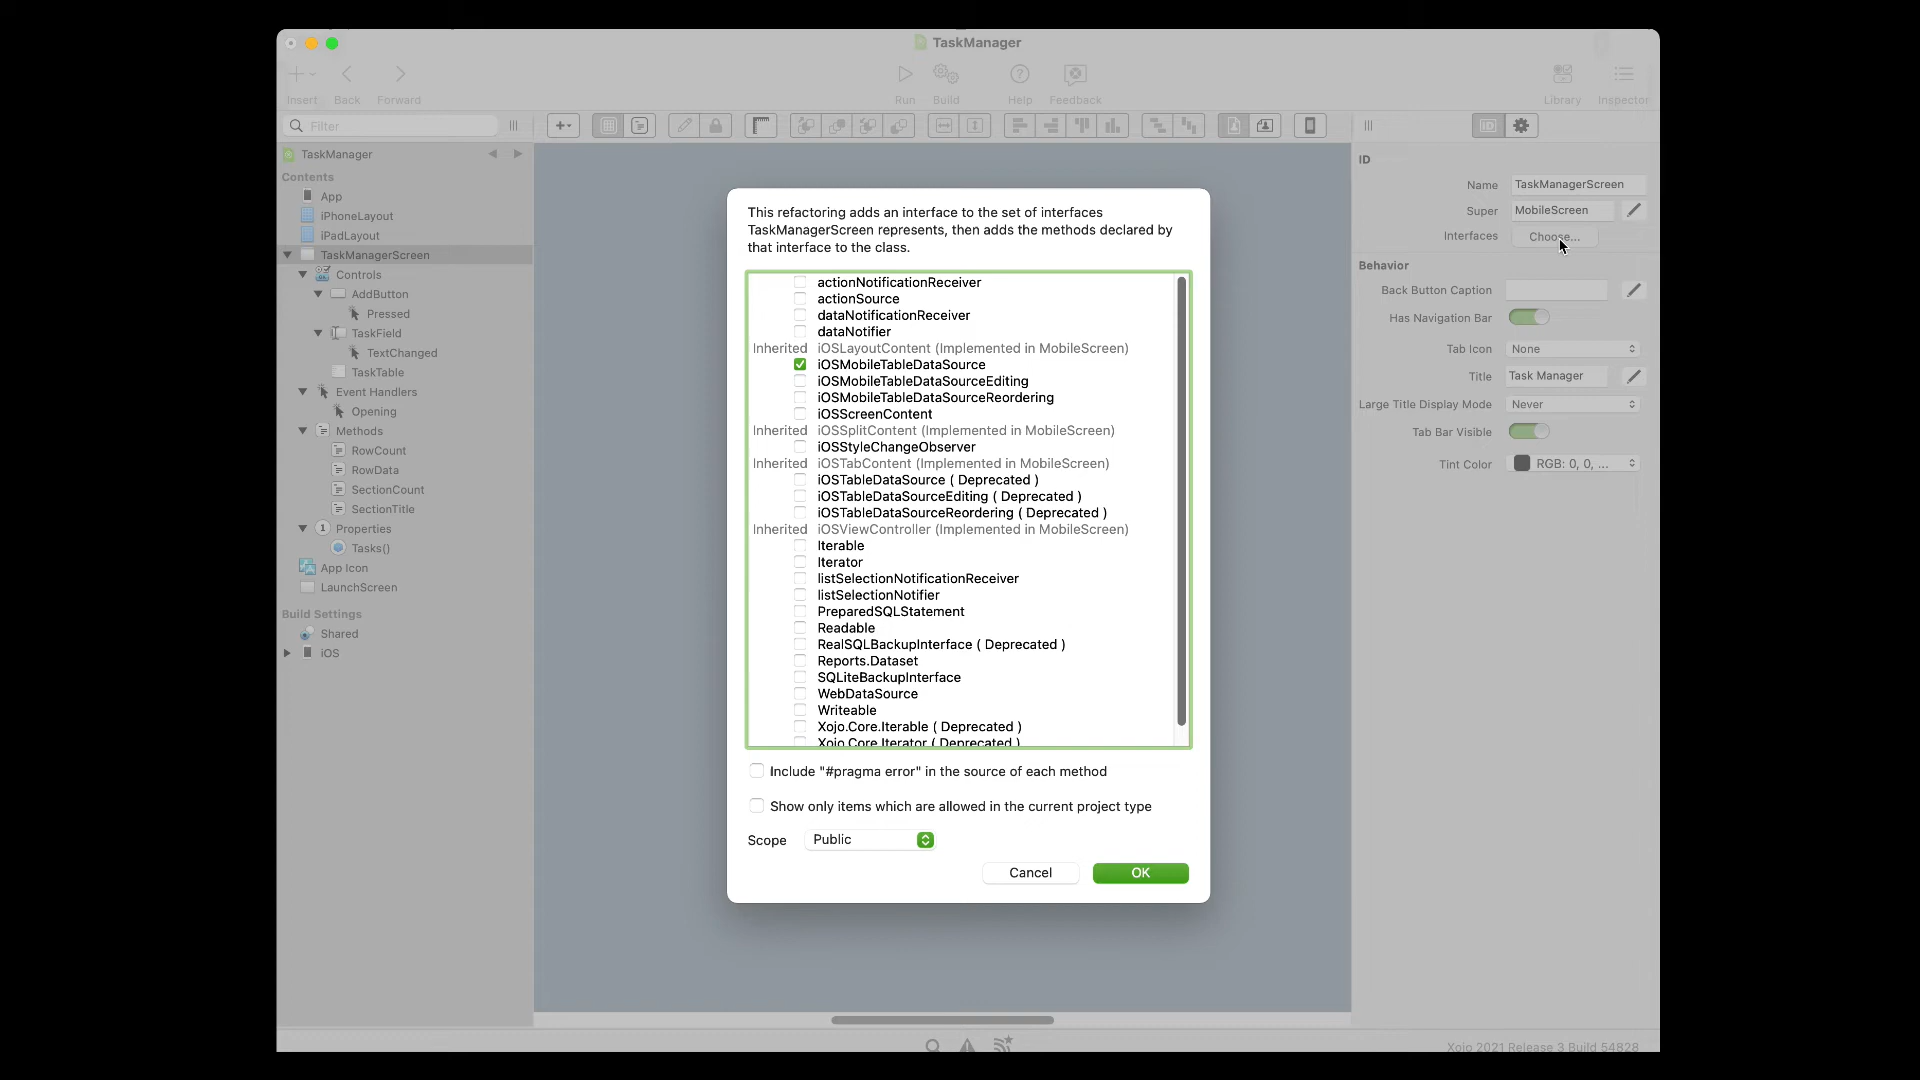 TaskManager
Insert
Back
Forward
Run
Build
Help
Feedback
Library
Inspector
Filter
TaskManager
Contents
App
iPhoneLayout
iPadLayout
TaskManagerScreen
Controls
AddButton
Pressed
TaskField
TextChanged
TaskTable
Event Handlers
Opening
Methods
RowCount
RowData
SectionCount
SectionTitle
Properties
Tasks()
App Icon
LaunchScreen
Build Settings
Shared
iOS
This refactoring adds an interface to the set of interfaces
TaskManagerScreen represents, then adds the methods declared by
that interface to the class.
actionNotificationReceiver
actionSource
dataNotificationReceiver
dataNotifier
Inherited iOSLayoutContent (Implemented in MobileScreen)
iOSMobileTableDataSource
iOSMobileTableDataSourceEditing
iOSMobileTableDataSourceReordering
iOSScreenContent
Inherited iOSSplitContent (Implemented in MobileScreen)
iOSStyleChangeObserver
Inherited iOSTabContent (Implemented in MobileScreen)
iOSTableDataSource ( Deprecated )
iOSTableDataSourceEditing ( Deprecated )
iOSTableDataSourceReordering ( Deprecated )
Inherited iOSViewController (Implemented in MobileScreen)
Iterable
Iterator
listSelectionNotificationReceiver
listSelectionNotifier
PreparedSQLStatement
Readable
RealSQLBackupInterface ( Deprecated )
Reports.Dataset
SQLiteBackupInterface
WebDataSource
Writeable
Xojo.Core.Iterable ( Deprecated )
Xojo.Core.Iterator ( Deprecated )
Include "#pragma error" in the source of each method
Show only items which are allowed in the current project type
Scope Public
Cancel
OK
ID
Name TaskManagerScreen
Super MobileScreen
Interfaces Choose...
Behavior
Back Button Caption
Has Navigation Bar
Tab Icon None
Title Task Manager
Large Title Display Mode Never
Tab Bar Visible
Tint Color RGB: 0, 0, ...
Xojo 2021 Release 3 Build 54828